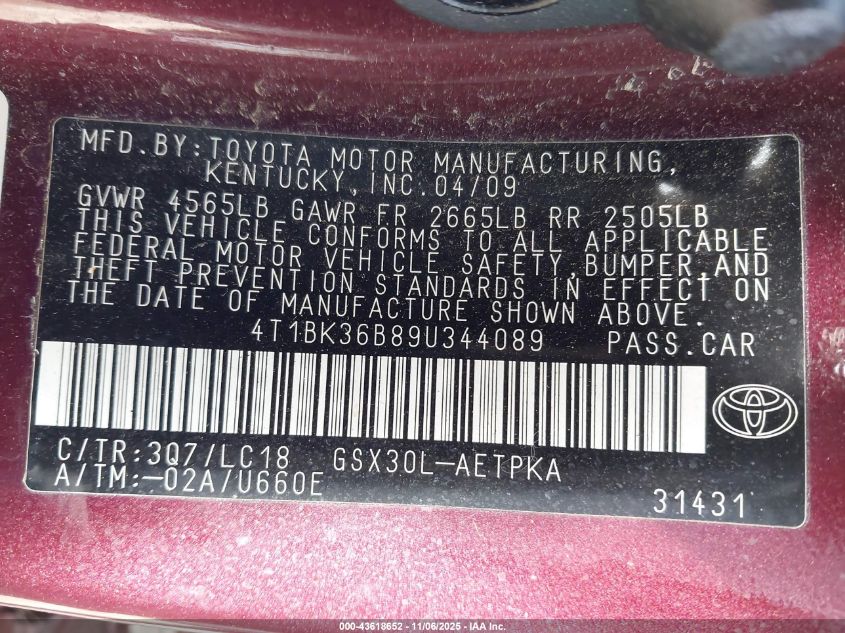 MFD. BY: TOYOTA MOTOR MANUFACTURING,
KENTUCKY, INC. 04/09
GVWR 4565LB GAWR FR 2665LB RR 2505LB
THIS VEHICLE CONFORMS TO ALL APPLICABLE
FEDERAL MOTOR VEHICLE SAFETY, BUMPER, AND
THEFT PREVENTION STANDARDS IN EFFECT ON
THE DATE OF MANUFACTURE SHOWN ABOVE.
4T1BK36B89U344089 PASS. CAR
C/TR: 3Q7/LC18 GSX30L-AETPKA
A/TM: -02A/U660E
31431
000-43618652 - 11/06/2025 - IAA Inc.